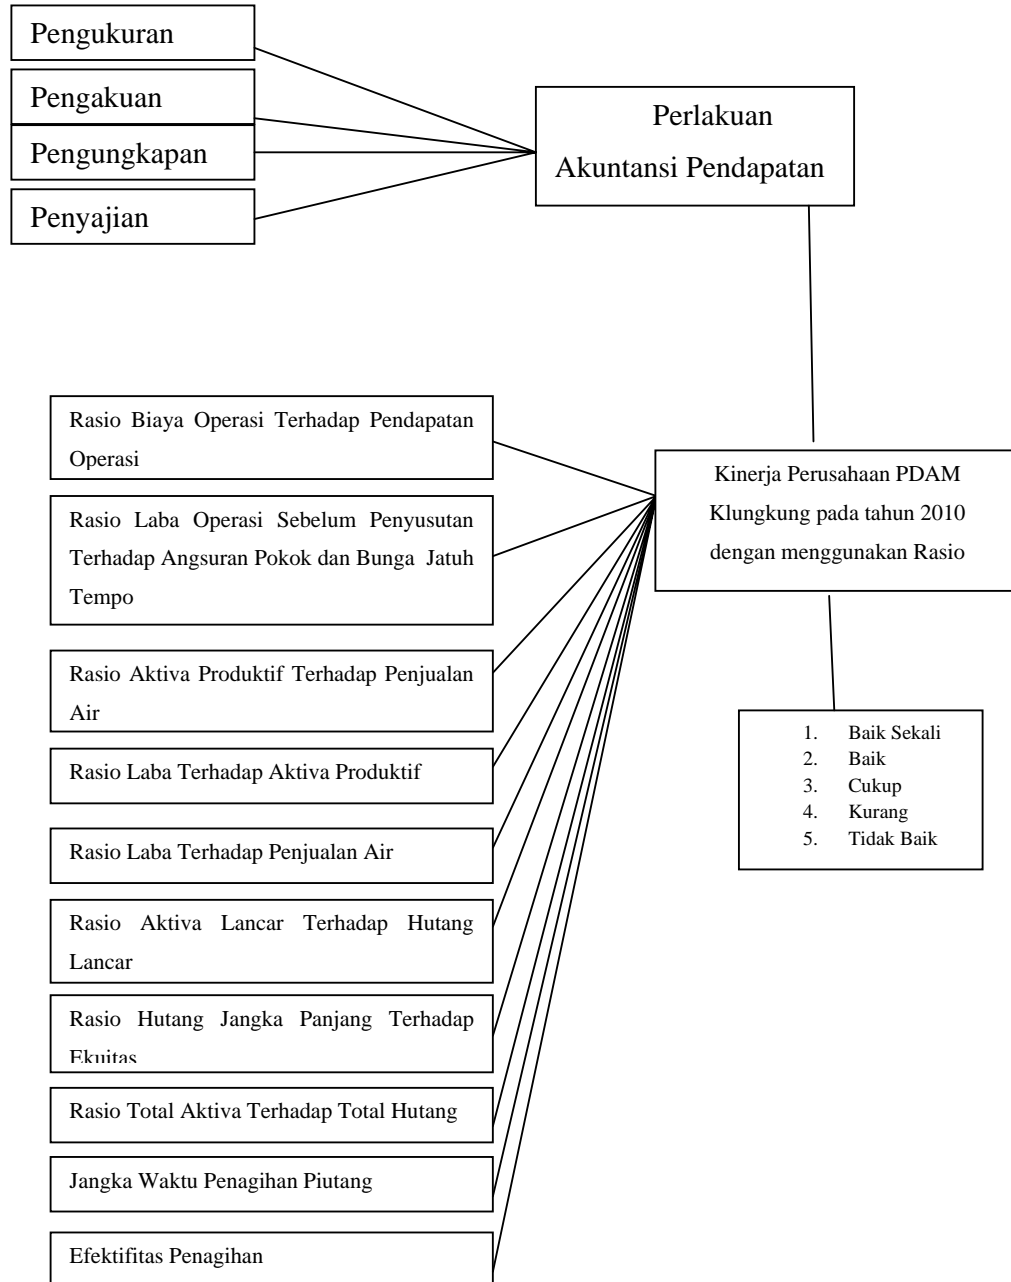 Pengukuran
Pengakuan
Pengungkapan
Penyajian
Perlakuan
Akuntansi Pendapatan
Rasio Biaya Operasi Terhadap Pendapatan
Operasi
Rasio Laba Operasi Sebelum Penyusutan
Terhadap Angsuran Pokok dan Bunga Jatuh
Tempo
Rasio Aktiva Produktif Terhadap Penjualan
Air
Rasio Laba Terhadap Aktiva Produktif
Rasio Laba Terhadap Penjualan Air
Rasio Aktiva Lancar Terhadap Hutang
Lancar
Rasio Hutang Jangka Panjang Terhadap
Ekuitas
Rasio Total Aktiva Terhadap Total Hutang
Jangka Waktu Penagihan Piutang
Efektifitas Penagihan
Kinerja Perusahaan PDAM
Klungkung pada tahun 2010
dengan menggunakan Rasio
1. Baik Sekali
2. Baik
3. Cukup
4. Kurang
5. Tidak Baik